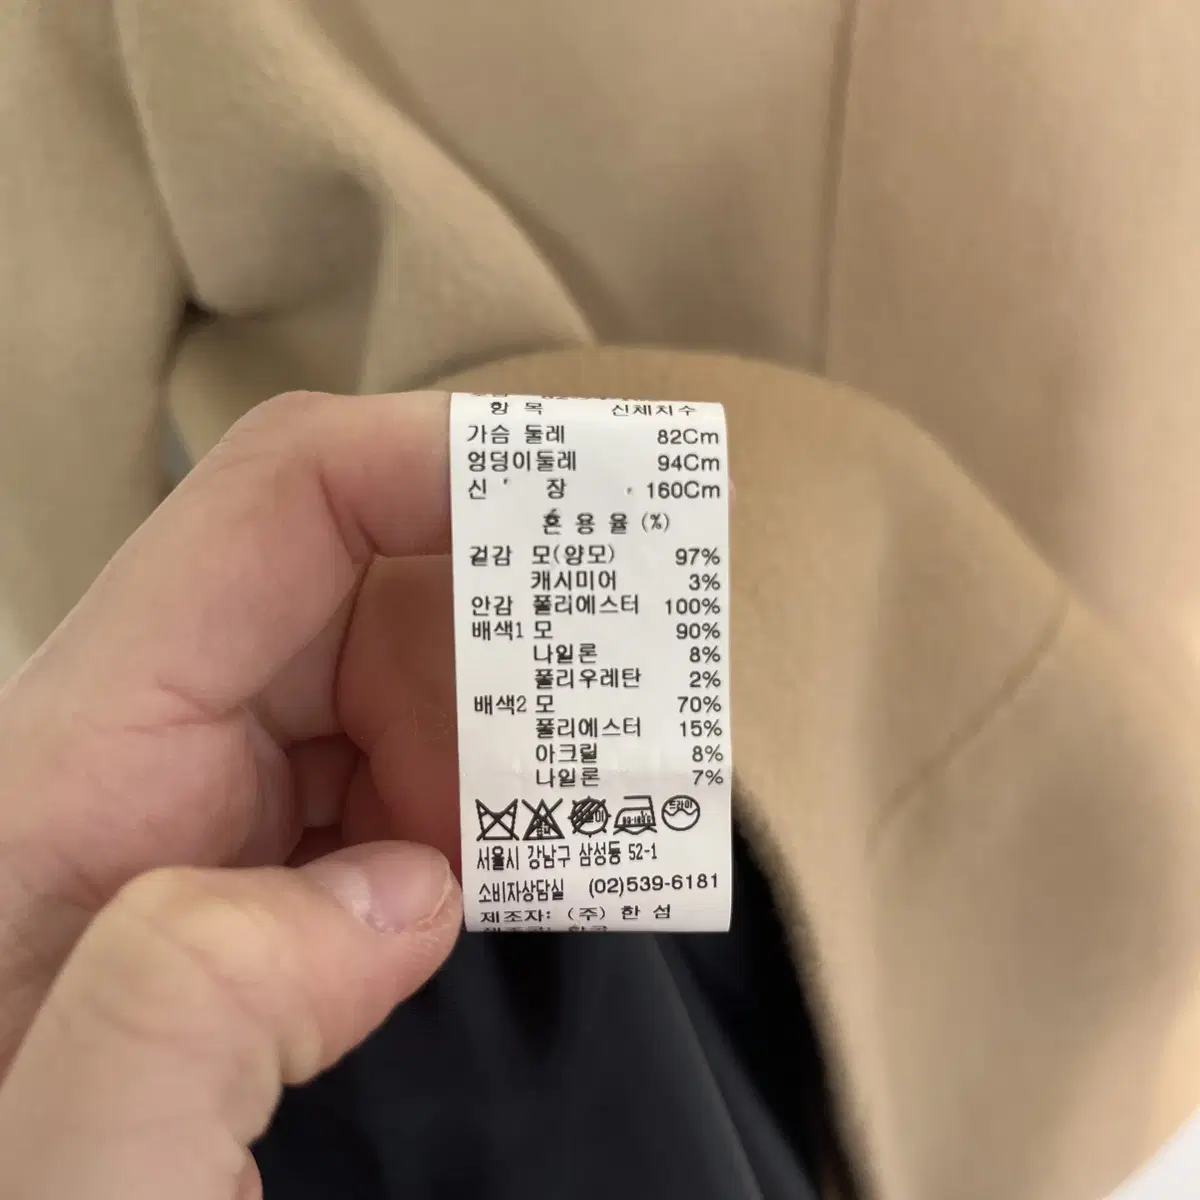 항 목 신체치수
가슴 둘레 82Cm
엉덩이둘레 94Cm
신 장 160Cm
혼 용 율 (%)
겉감 모(양모) 97%
캐시미어 3%
안감 폴리에스터 100%
배색1 모 90%
나일론 8%
폴리우레탄 2%
배색2 모 70%
폴리에스터 15%
아크릴 8%
나일론 7%
드라이
서울시 강남구 삼성동 52-1
소비자상담실 (02)539-6181
제조자: (주) 한 섬